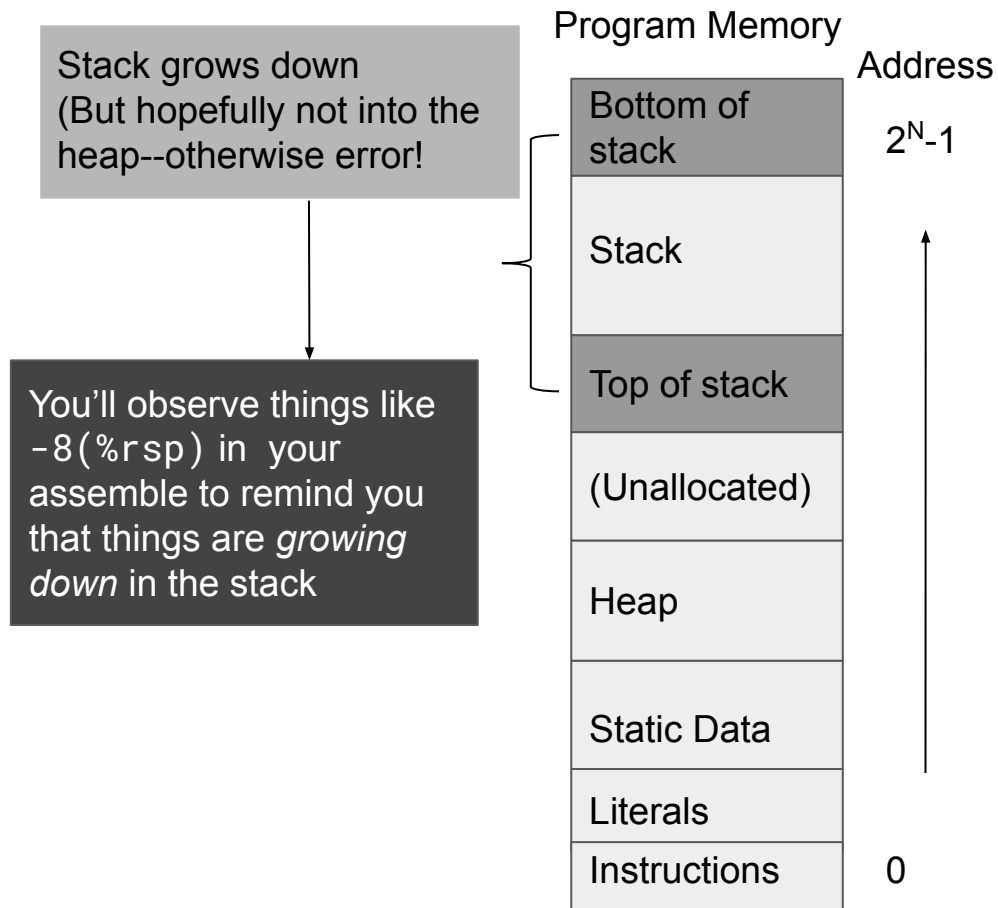 Program Memory
Stack grows down
(But hopefully not into the
heap--otherwise error!
Address
Bottom of
stack
2^N-1
Stack
Top of stack
You’ll observe things like
-8(%rsp) in your
assemble to remind you
that things are growing
down in the stack
(Unallocated)
Heap
Static Data
Literals
Instructions
0